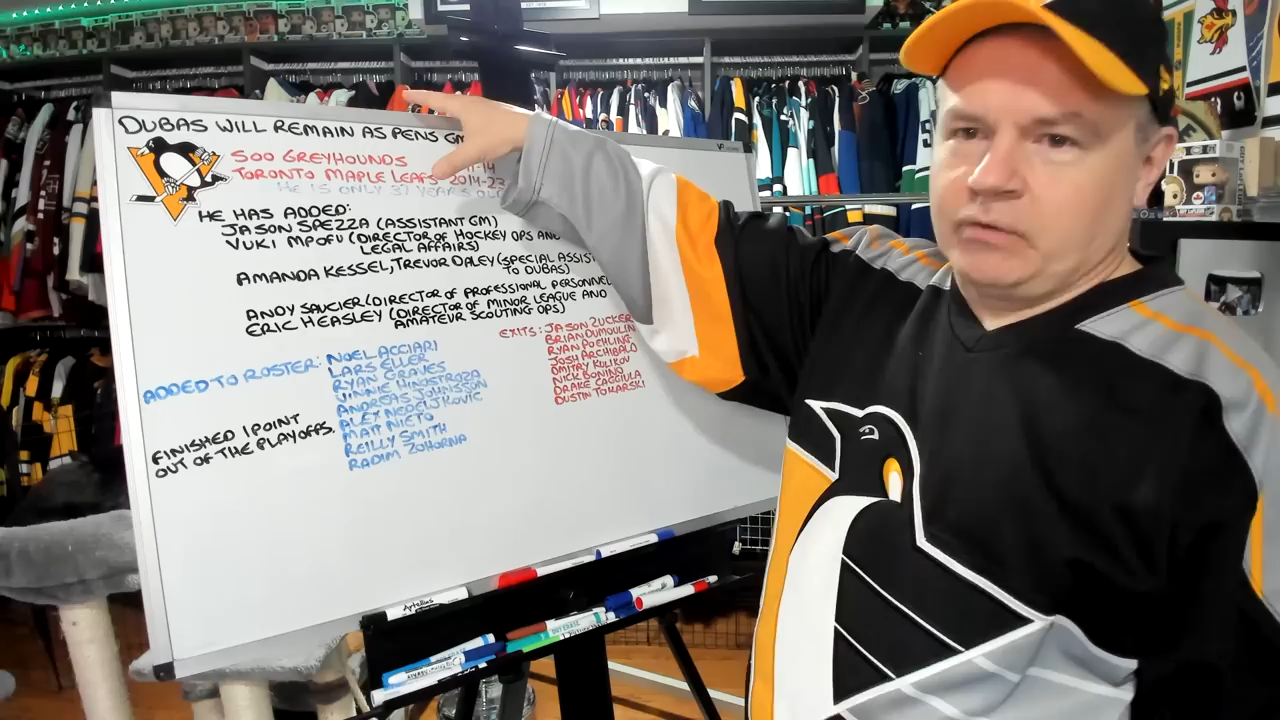 DUBAS WILL REMAIN AS PENS GM
SOO GREYHOUNDS 11-14
TORONTO MAPLE LEAFS 2014-23
HE IS ONLY 37 YEARS OLD
HE HAS ADDED:
JASON SPEZZA (ASSISTANT GM)
VUKI MPOFU (DIRECTOR OF HOCKEY OPS AND
LEGAL AFFAIRS)
AMANDA KESSEL, TREVOR DALEY (SPECIAL ASSIST
TO DUBAS)
ANDY SAUCIER (DIRECTOR OF PROFESSIONAL PERSONNEL
ERIC HEASLEY (DIRECTOR OF MINOR LEAGUE AND
AMATEUR SCOUTING OPS)
EXITS: JASON ZUCKER
BRIAN DUMOULIN
RYAN POEHLING
JOSH ARCHIBALD
DMITRY KULIKOV
NICK BONINO
DRAKE CAGGIULA
DUSTIN TOKARSKI
ADDED TO ROSTER: NOEL ACCIARI
LARS ELLER
RYAN GRAVES
VINNIE HINOSTROZA
ANDREAS JOHNSSON
ALEX NEDELJKOVIC
MATT NIETO
REILLY SMITH
RADIM ZOHORNA
FINISHED 1 POINT
OUT OF THE PLAYOFFS.